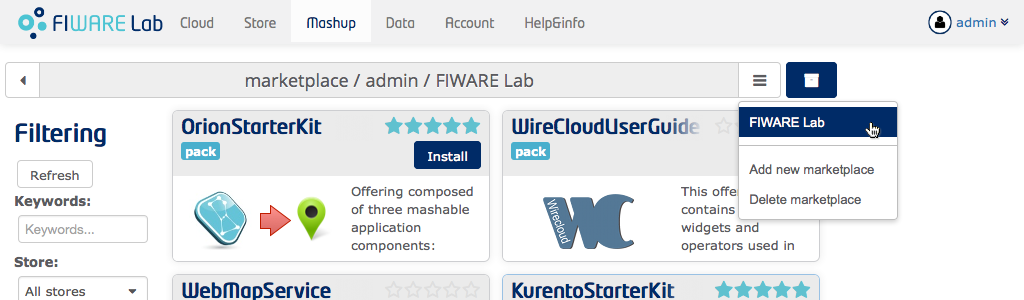 FIWARE Lab Cloud Store Mashup Data Account Help&info admin
marketplace / admin / FIWARE Lab
Filtering
Refresh
Keywords:
Keywords...
Store:
All stores
OrionStarterKit
pack
Install
Offering composed
of three mashable
application
components:
WireCloudUserGuide
pack
Wirecloud
WC
This offe
contains
widgets and
operators used in
FIWARE Lab
Add new marketplace
Delete marketplace
WebMapService
KurentoStarterKit